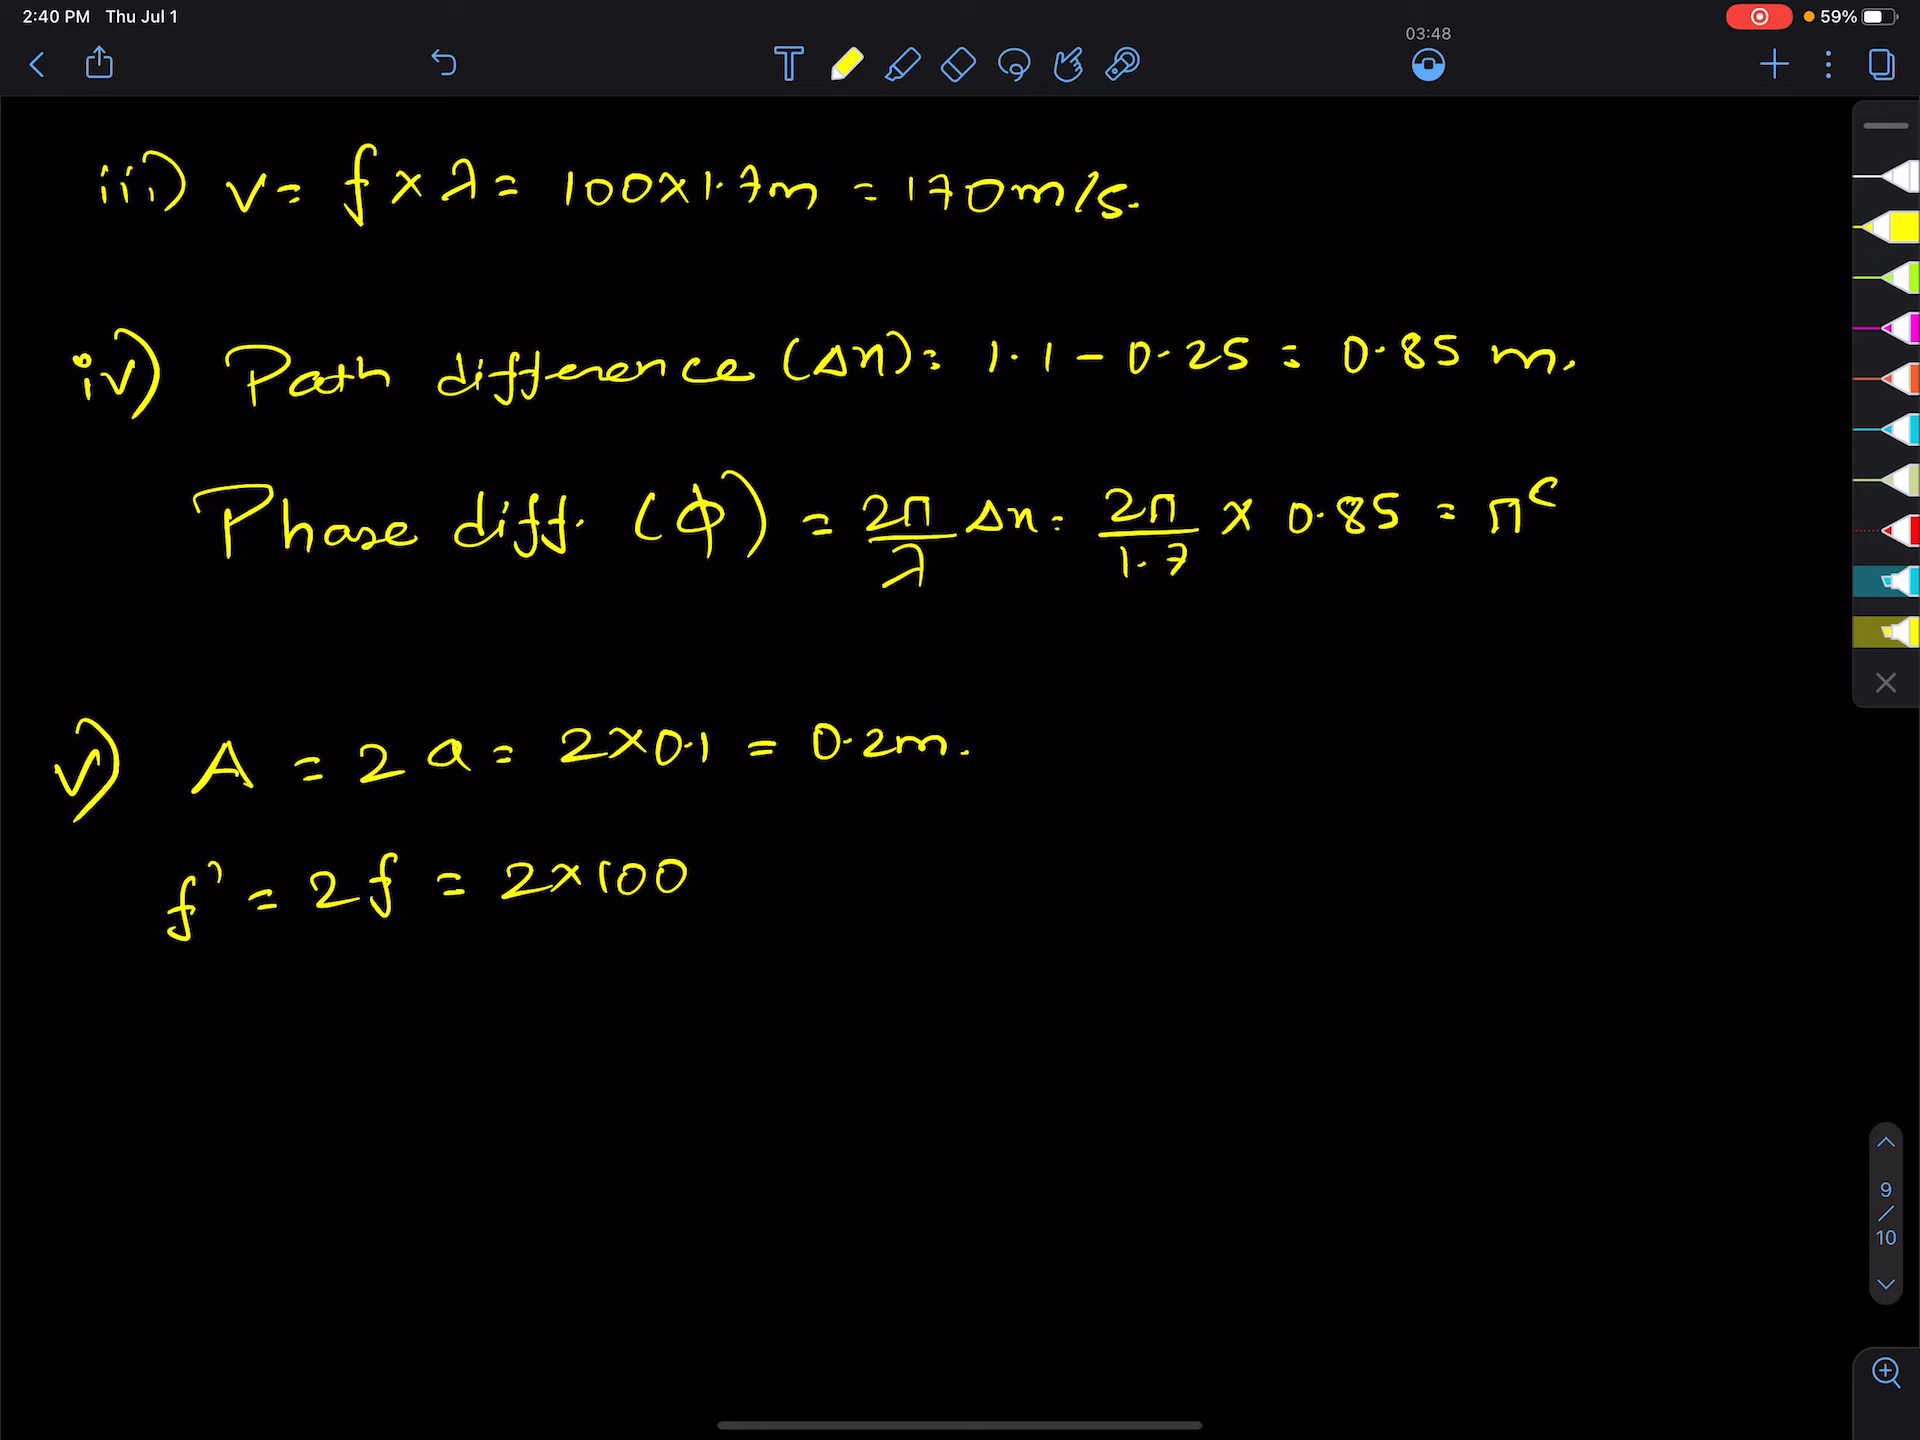 2:40 PM Thu Jul 1
59%
03:48
iii) v = f × λ = 100 × 1.7m = 170m/s.
iv) Path difference (Δx) = 1.1 - 0.25 = 0.85 m.
Phase diff. (Φ) = 2π/λ Δx = 2π/1.7 × 0.85 = π^c
v) A = 2a = 2×0.1 = 0.2m.
f' = 2f = 2×100
9
/
10